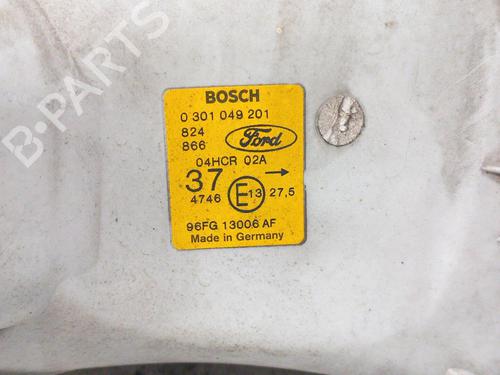 BOSCH
0 301 049 201
824
866
Ford
04HCR 02A
37 →
4746 E 13 27,5
96FG 13006 AF
Made in Germany
B-PARTS
B-PARTS